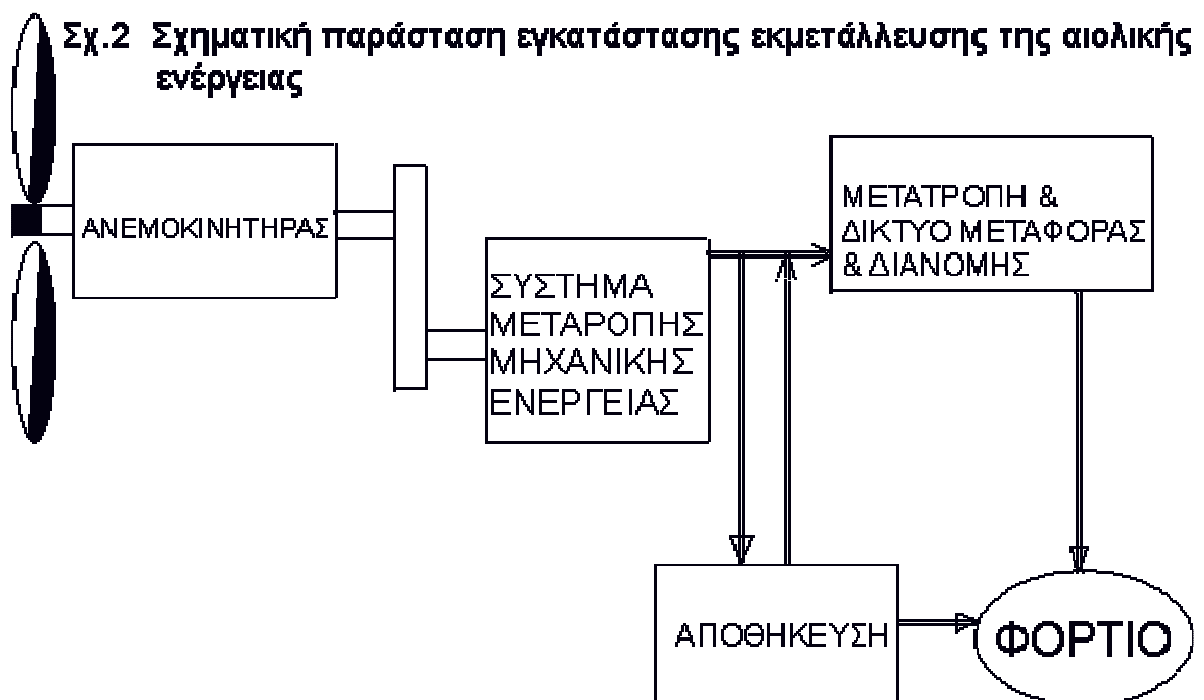 Σχ.2 Σχηματική παράσταση εγκατάστασης εκμετάλλευσης της αιολικής
ενέργειας
ΑΝΕΜΟΚΙΝΗΤΗΡΑΣ
ΣΥΣΤΗΜΑ
ΜΕΤΑΡΟΠΗΣ
ΜΗΧΑΝΙΚΗΣ
ΕΝΕΡΓΕΙΑΣ
ΜΕΤΑΤΡΟΠΗ &
ΔΙΚΤΥΟ ΜΕΤΑΦΟΡΑΣ
& ΔΙΑΝΟΜΗΣ
ΑΠΟΘΗΚΕΥΣΗ
ΦΟΡΤΙΟ